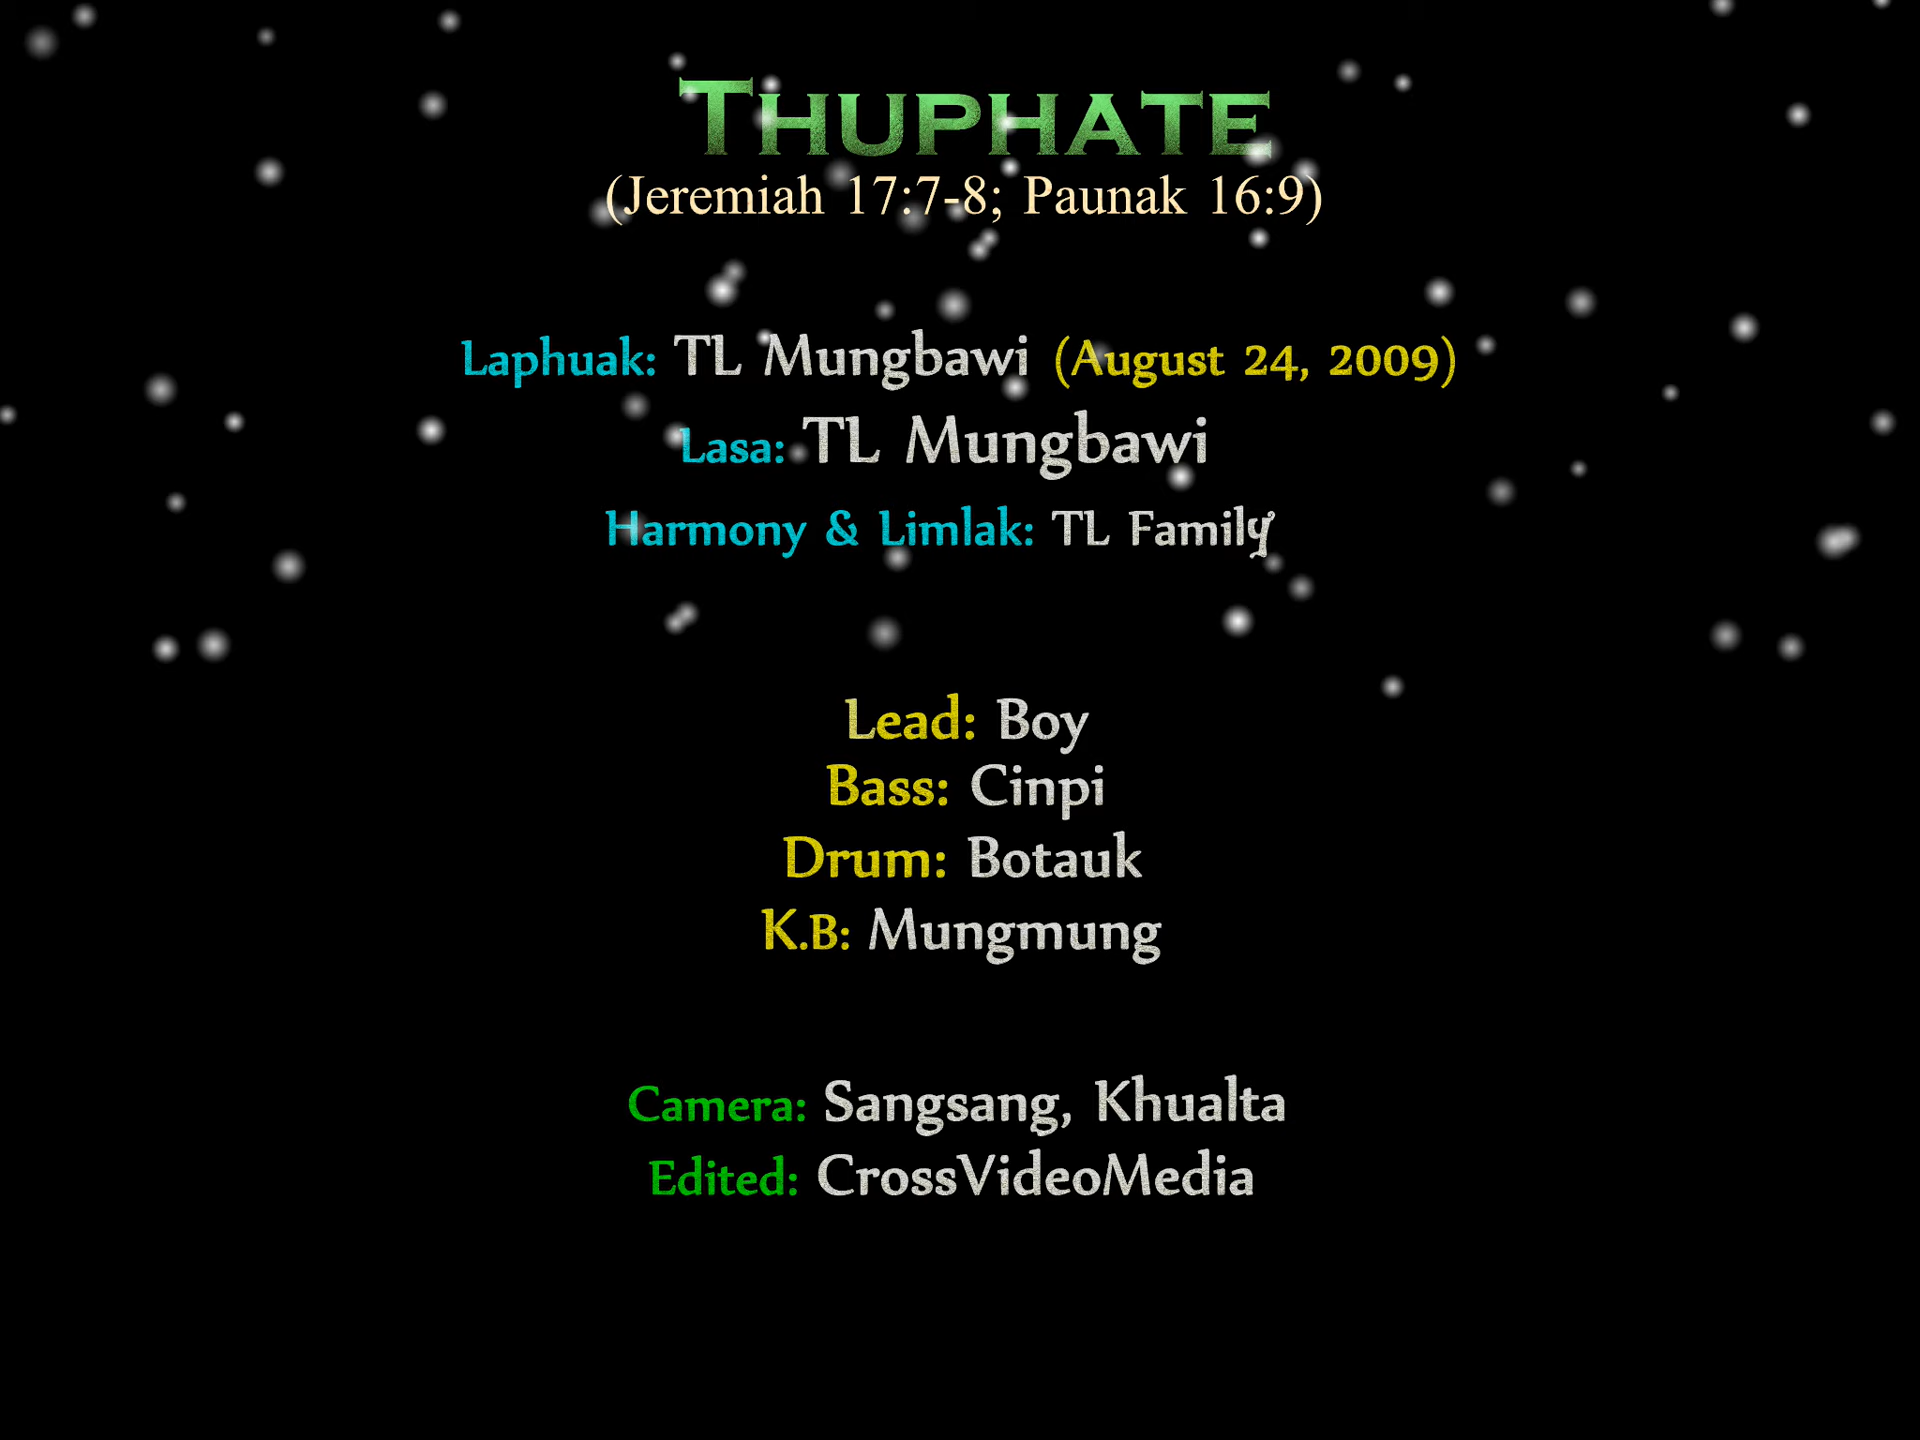 THUPHATE
(Jeremiah 17:7-8; Paunak 16:9)
Laphuak: TL Mungbawi (August 24, 2009)
Lasa: TL Mungbawi
Harmony & Limlak: TL Family
Lead: Boy
Bass: Cinpi
Drum: Botauk
K.B: Mungmung
Camera: Sangsang, Khualta
Edited: CrossVideoMedia